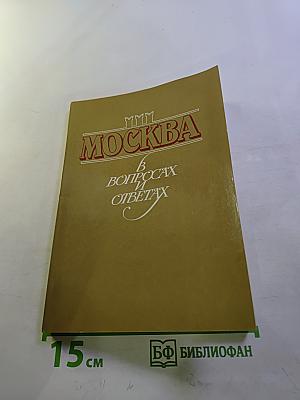 МОСКВА
в
ВОПРОСАХ
И
ОТВЕТАХ
15 см
БФ БИБЛИОФАН